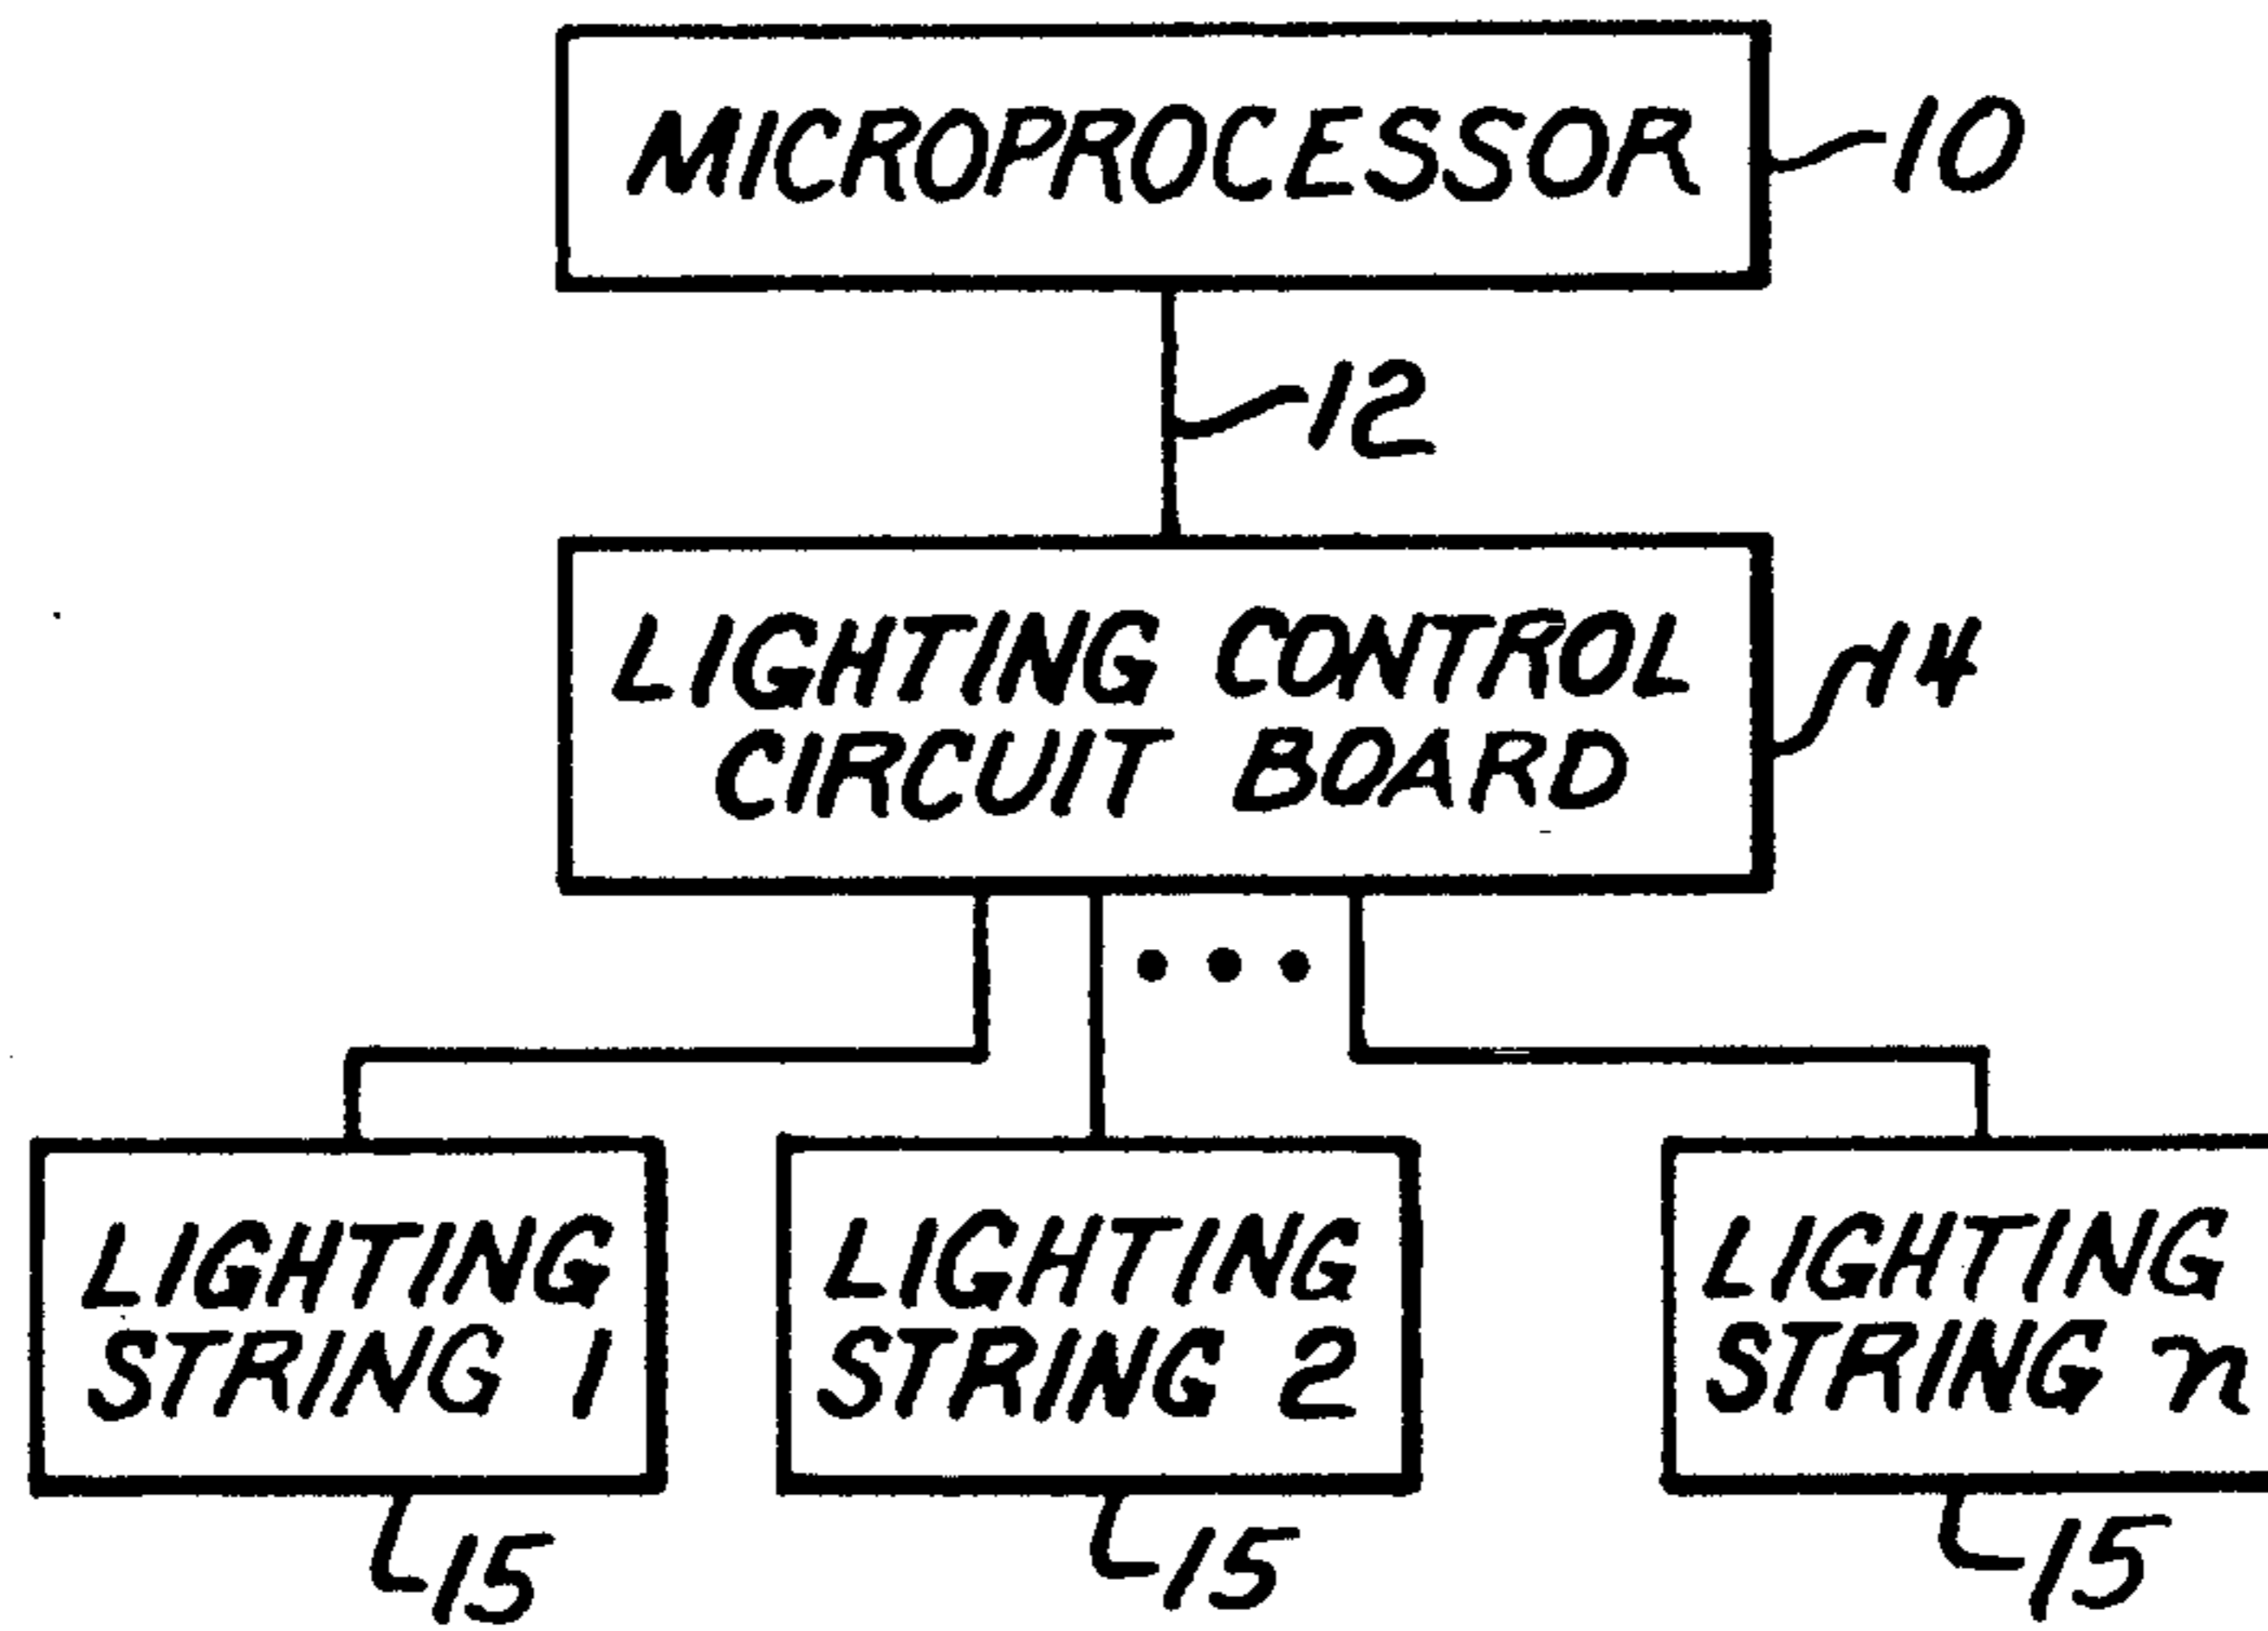 MICROPROCESSOR
10
12
LIGHTING CONTROL
CIRCUIT BOARD
14
LIGHTING
STRING 1
LIGHTING
STRING 2
LIGHTING
STRING n
15
15
15